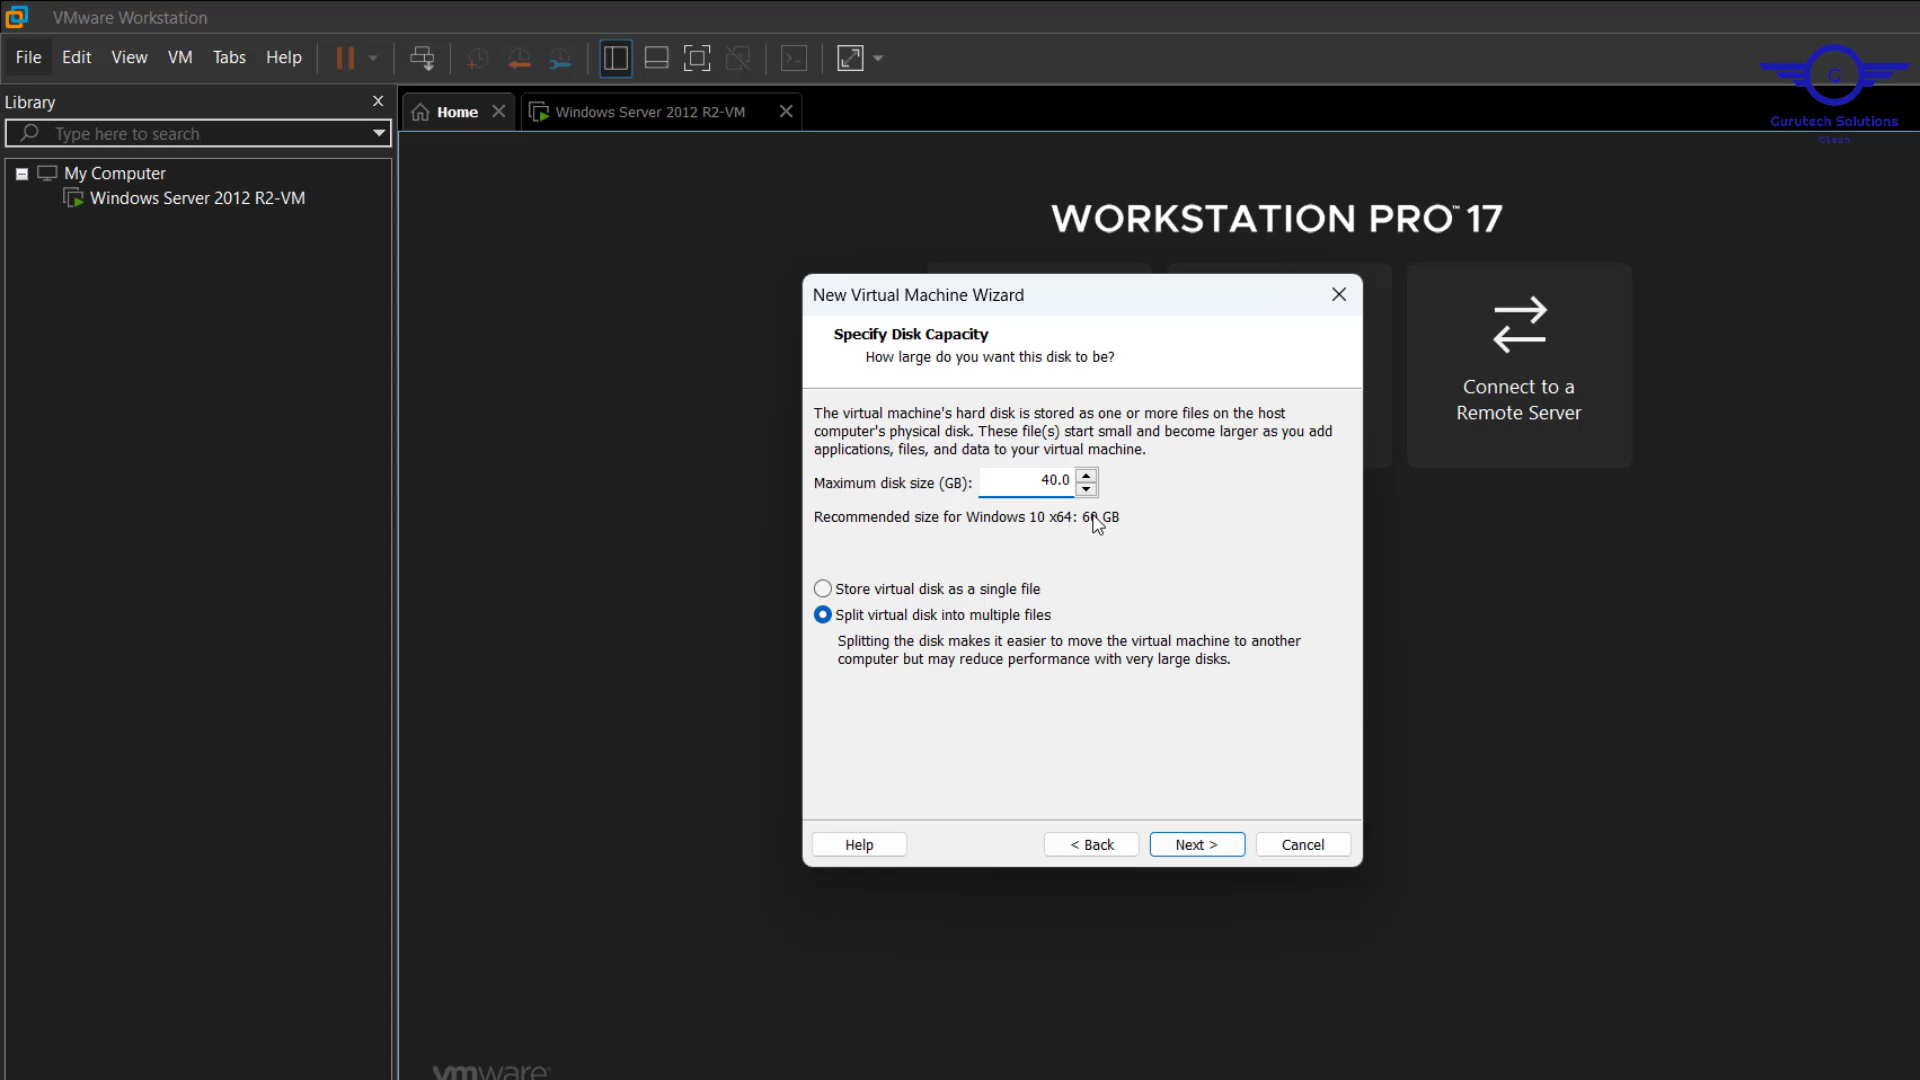 VMware Workstation
File Edit View VM Tabs Help
G
Gurutech Solutions
Gtech
Library
Home
Windows Server 2012 R2-VM
Type here to search
My Computer
Windows Server 2012 R2-VM
WORKSTATION PRO™ 17
Connect to a
Remote Server
New Virtual Machine Wizard
Specify Disk Capacity
How large do you want this disk to be?
The virtual machine's hard disk is stored as one or more files on the host
computer's physical disk. These file(s) start small and become larger as you add
applications, files, and data to your virtual machine.
Maximum disk size (GB): 40.0
Recommended size for Windows 10 x64: 60 GB
Store virtual disk as a single file
Split virtual disk into multiple files
Splitting the disk makes it easier to move the virtual machine to another
computer but may reduce performance with very large disks.
Help < Back Next > Cancel
vmware